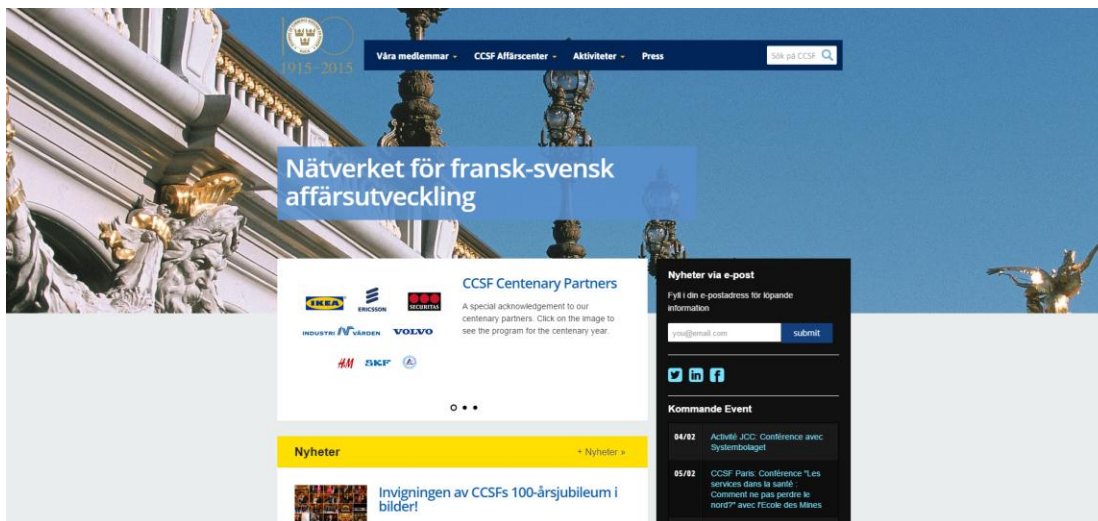 1915-2015
Våra medlemmar
CCSF Affärscenter
Aktiviteter
Press
Sök på CCSF
Nätverket för fransk-svensk
affärsutveckling
CCSF Centenary Partners
A special acknowledgement to our
centenary partners. Click on the image to
see the program for the centenary year.
IKEA
ERICSSON
SECURITAS
INDUSTRI VÄRDEN
VOLVO
H&M
SKF
Nyheter via e-post
Fyll i din e-postadress för löpande
information
you@email.com
submit
Kommande Event
04/02 Activité JCC: Conférence avec
Systembolaget
05/02 CCSF Paris: Conférence "Les
services dans la santé :
Comment ne pas perdre le
nord?" avec l'Ecole des Mines
Nyheter
+ Nyheter »
Invigningen av CCSFs 100-årsjubileum i
bilder!